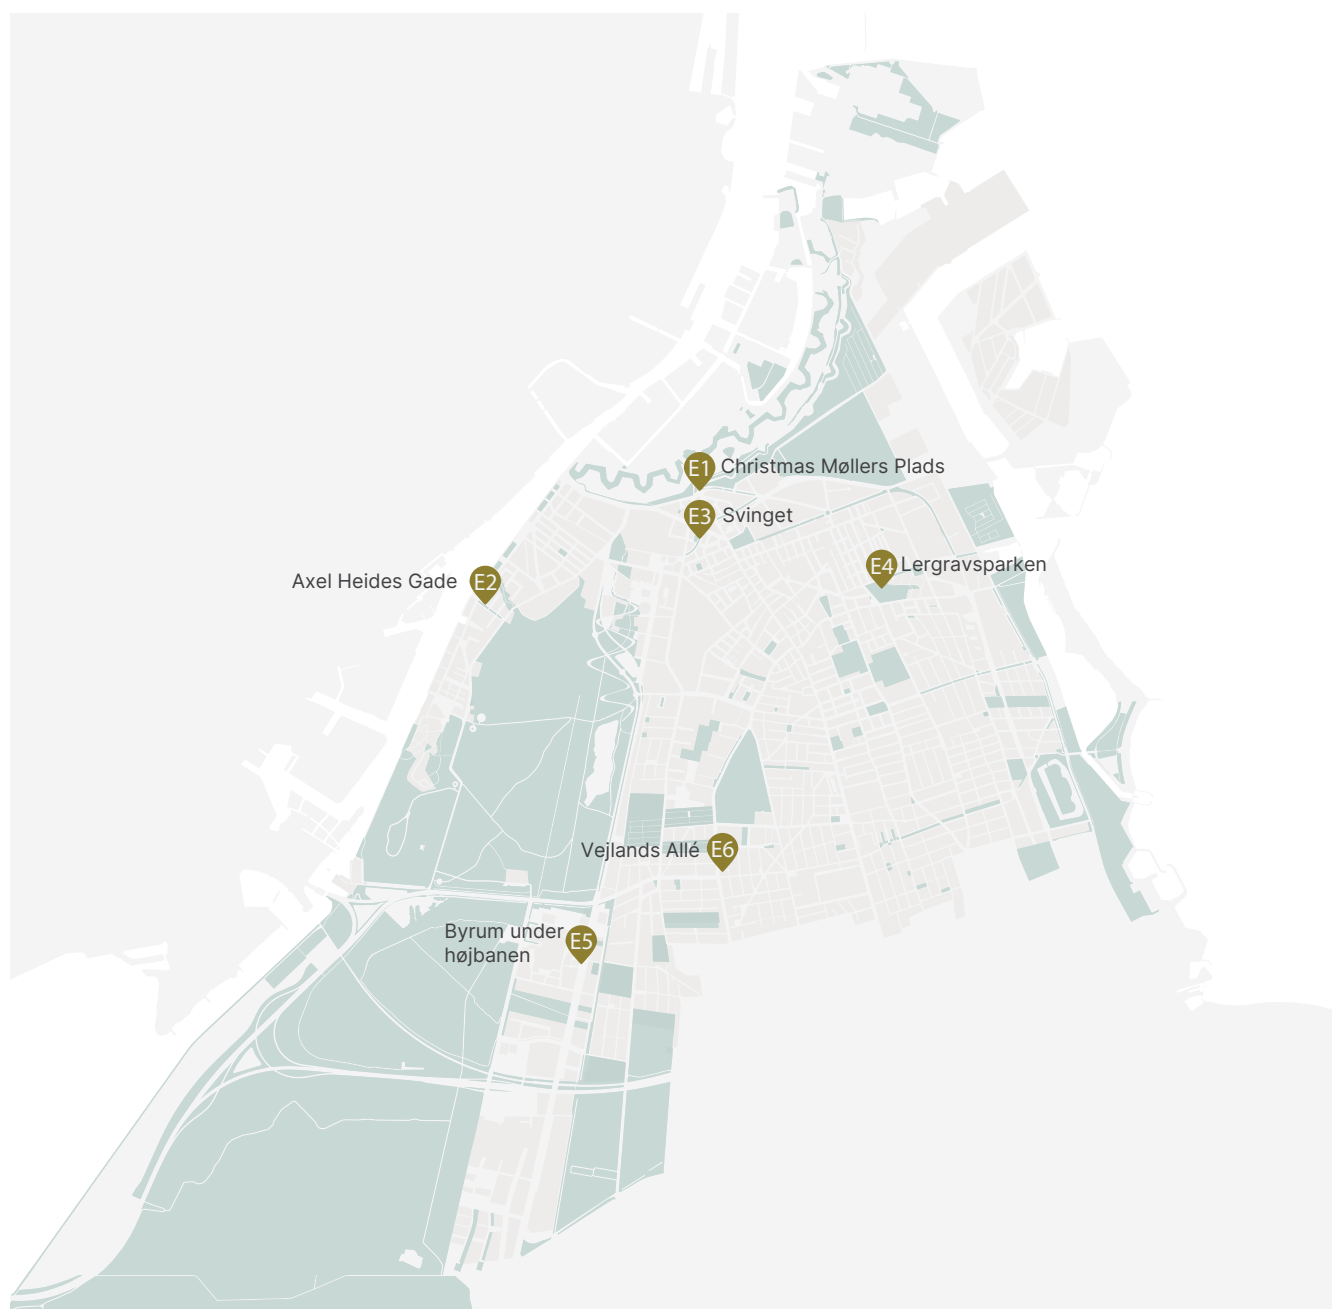 E1 Christmas Møllers Plads
E3 Svinget
E4 Lergravsparken
Axel Heides Gade E2
Vejlands Allé E6
Byrum under
højbanen E5